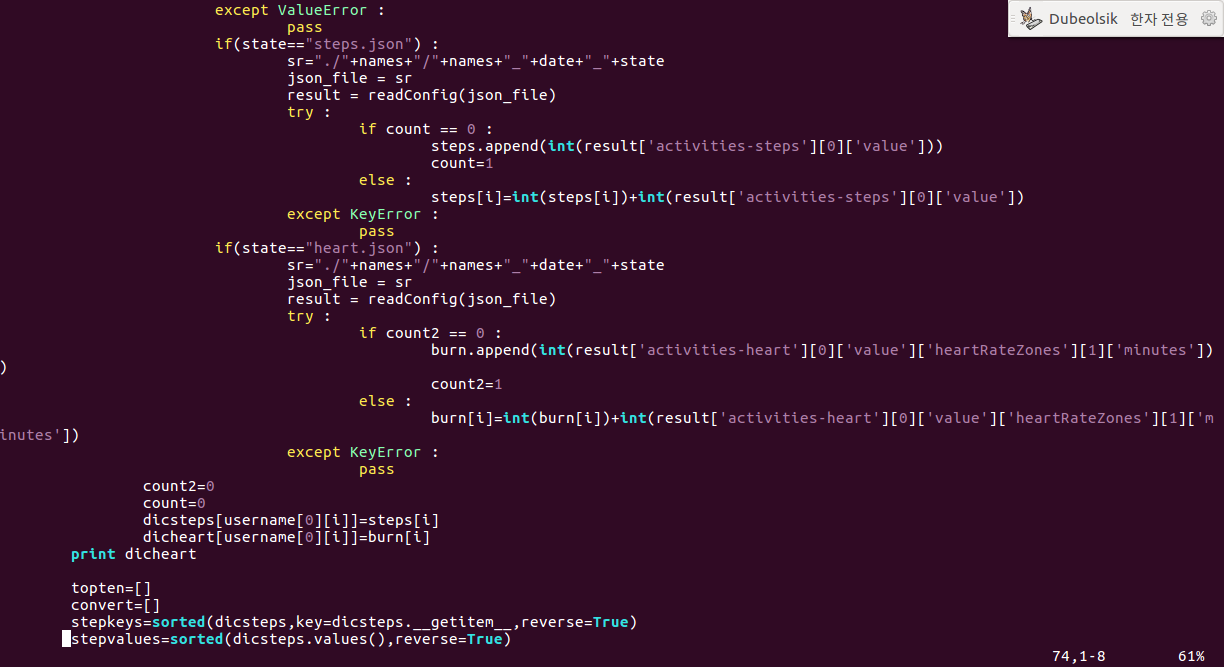 except ValueError :
pass
if(state=="steps.json") :
sr="./"+names+"/"+names+"_"+date+"_"+state
json_file = sr
result = readConfig(json_file)
try :
if count == 0 :
steps.append(int(result['activities-steps'][0]['value']))
count=1
else :
steps[i]=int(steps[i])+int(result['activities-steps'][0]['value'])
except KeyError :
pass
if(state=="heart.json") :
sr="./"+names+"/"+names+"_"+date+"_"+state
json_file = sr
result = readConfig(json_file)
try :
if count2 == 0 :
burn.append(int(result['activities-heart'][0]['value']['heartRateZones'][1]['minutes'])
)
count2=1
else :
burn[i]=int(burn[i])+int(result['activities-heart'][0]['value']['heartRateZones'][1]['m
inutes'])
except KeyError :
pass
count2=0
count=0
dicsteps[username[0][i]]=steps[i]
dicheart[username[0][i]]=burn[i]
print dicheart
topten=[]
convert=[]
stepkeys=sorted(dicsteps,key=dicsteps.__getitem__,reverse=True)
stepvalues=sorted(dicsteps.values(),reverse=True)
74,1-8 61%
Dubeolsik 한자 전용